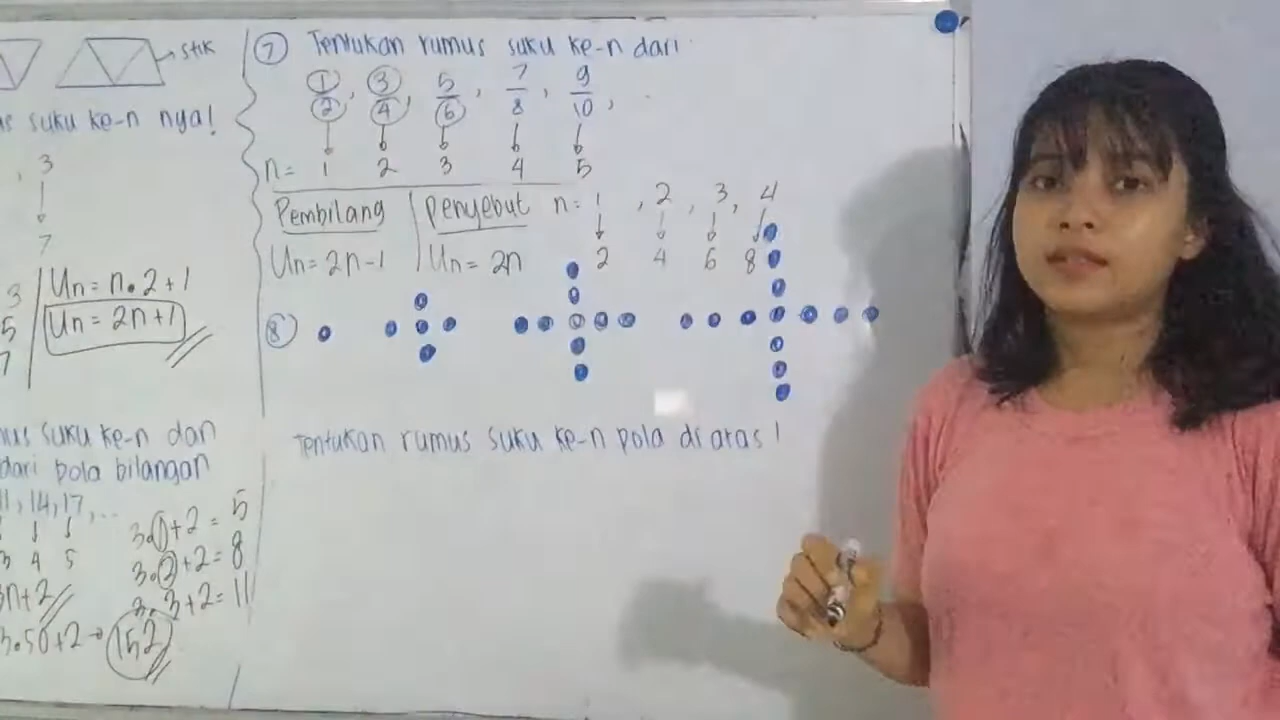 stik
suku ke-n nya!
, 3
7
3
5
7
Un = n . 2 + 1
Un = 2n + 1
suku ke-n dan
dari pola bilangan
11, 14, 17, ...
3 4 5
3n + 2
3.50 + 2 → 152
3.1 + 2 = 5
3.2 + 2 = 8
3.3 + 2 = 11
7 Tentukan rumus suku ke-n dari
1/2, 3/4, 5/6, 7/8, 9/10, .
n = 1 2 3 4 5
Pembilang
Un = 2n - 1
Penyebut
Un = 2n
n = 1, 2, 3, 4
2 4 6 8
8
Tentukan rumus suku ke-n pola di atas!